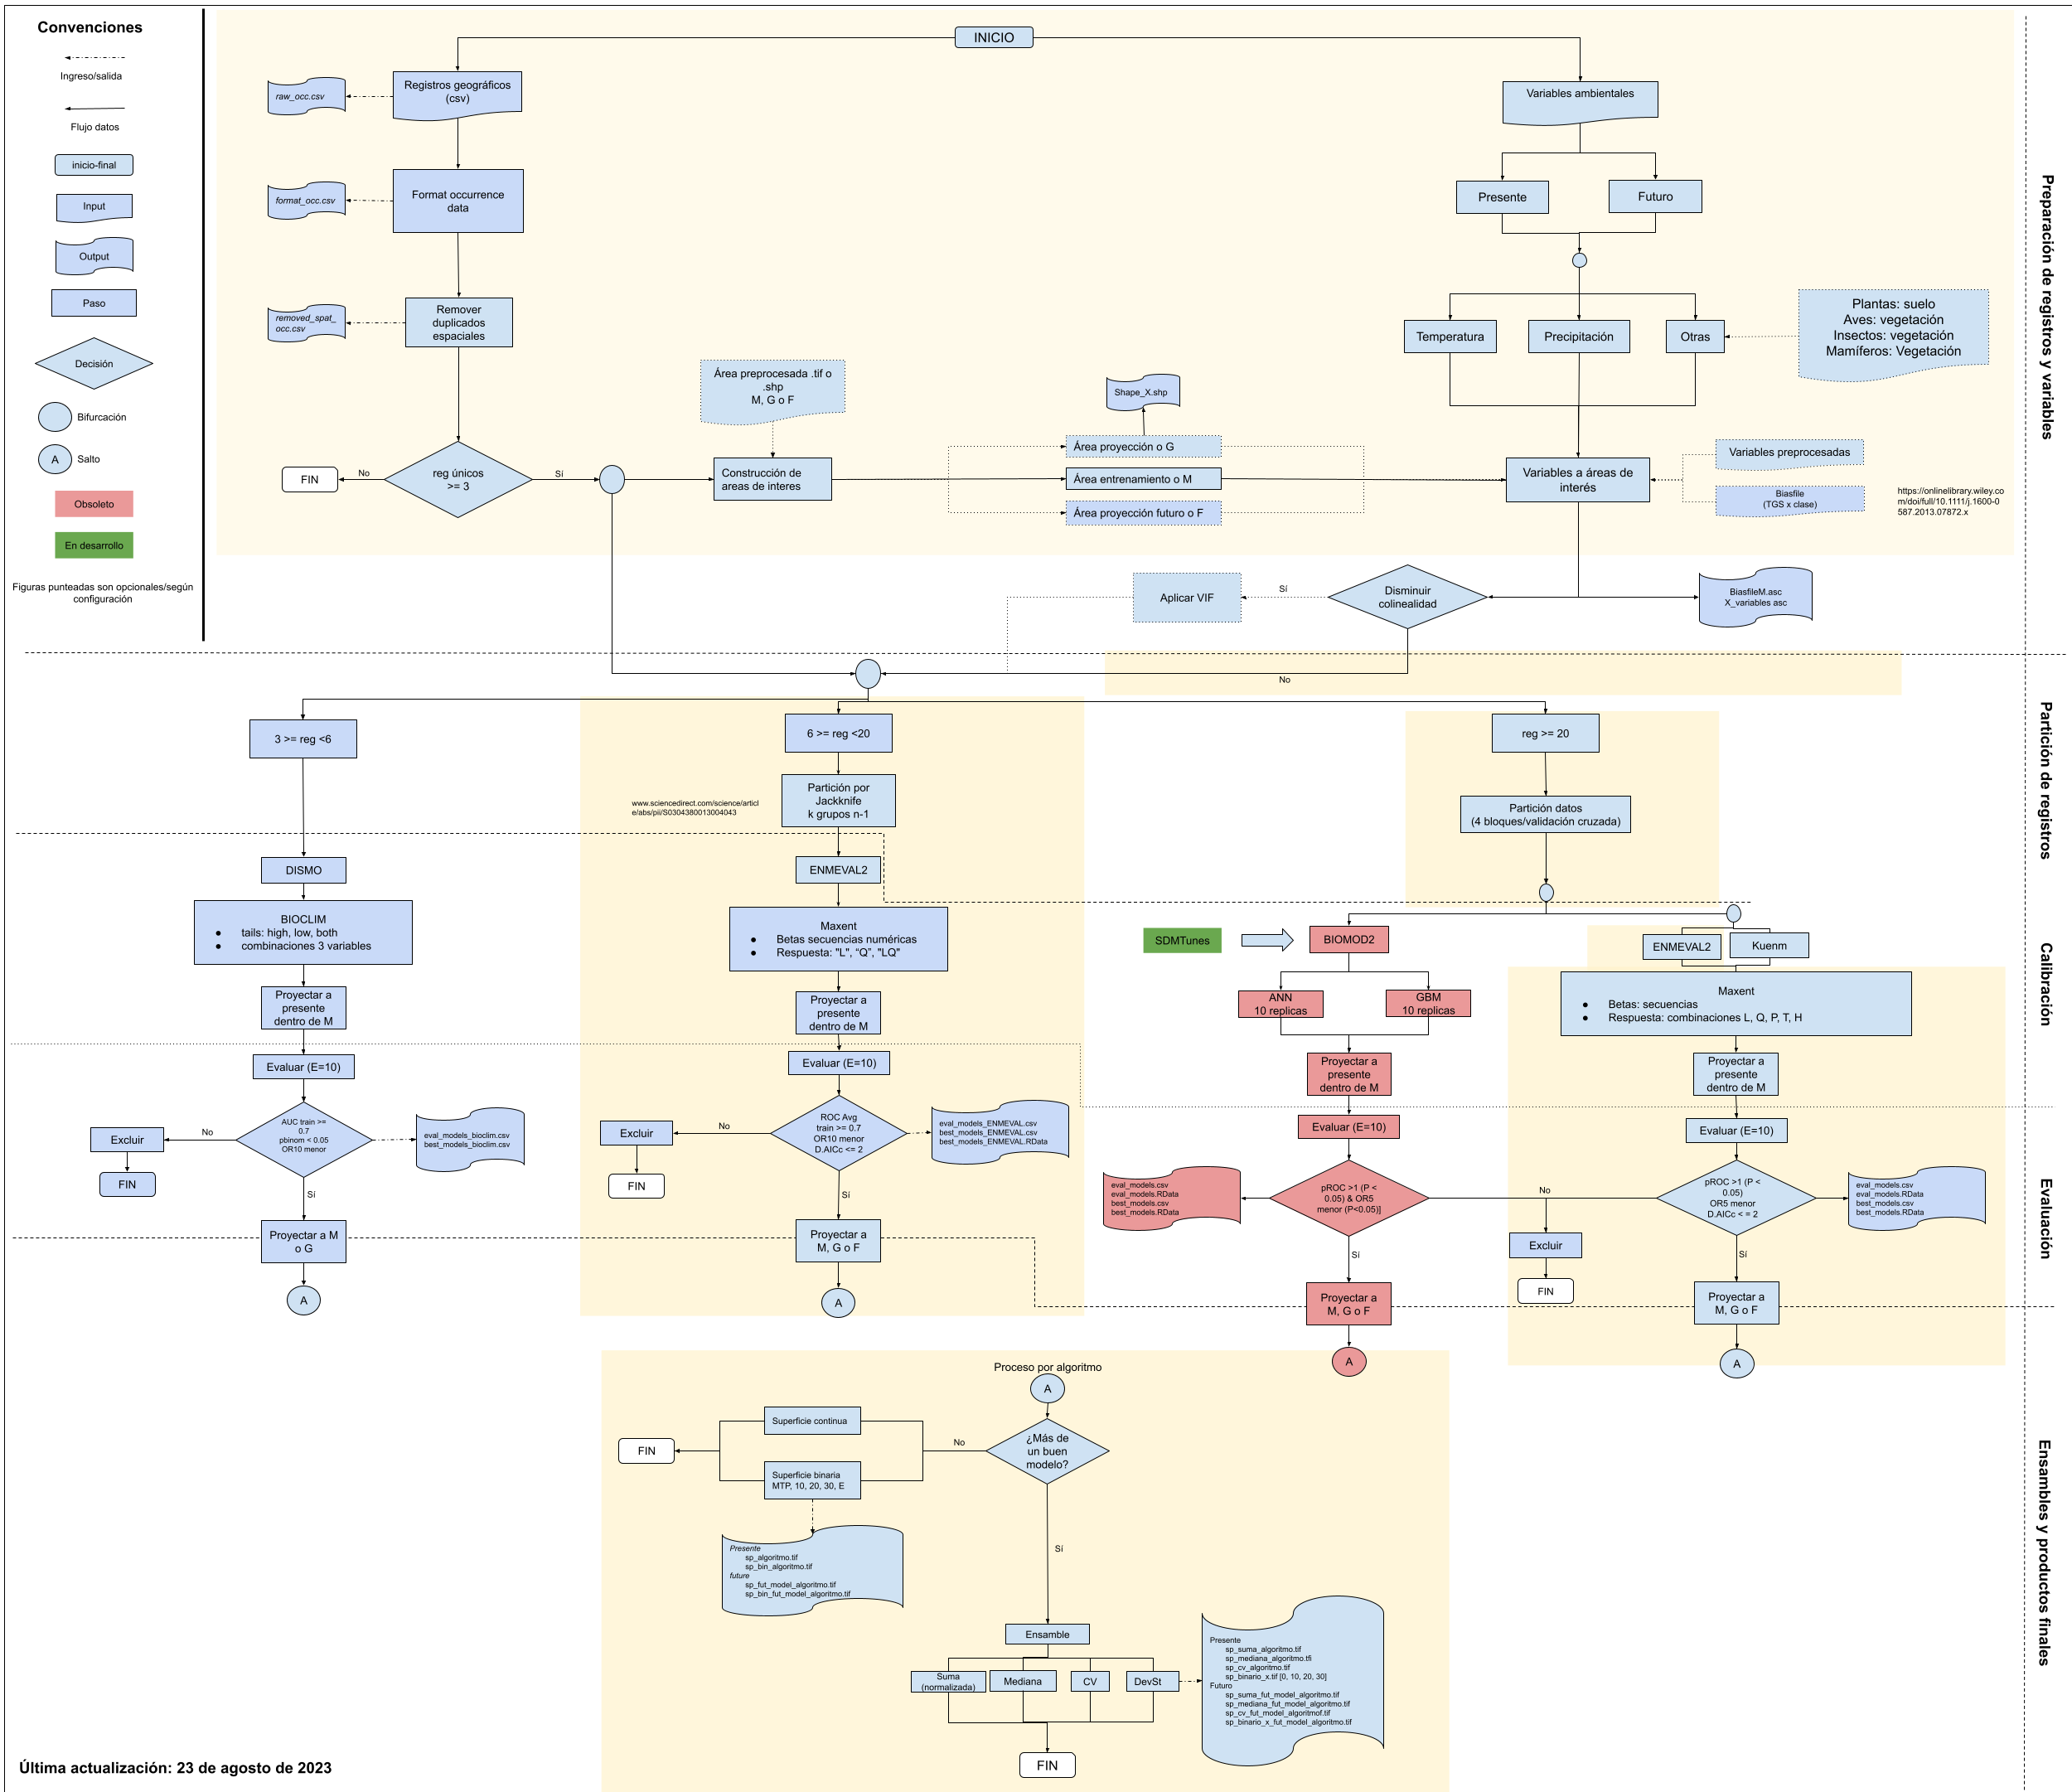 Convenciones
Ingreso/salida
Flujo datos
inicio-final
Input
Output
Paso
Decisión
Bifurcación
A
Salto
Obsoleto
En desarrollo
Figuras punteadas son opcionales/según
configuración
INICIO
Registros geográficos
(csv)
raw_occ.csv
Format occurrence
data
format_occ.csv
Remover
duplicados
espaciales
removed_spat_
occ.csv
reg únicos
>= 3
No
FIN
Sí
Área preprocesada .tif o
.shp
M, G o F
Construcción de
areas de interes
Shape_X.shp
Área proyección o G
Área entrenamiento o M
Área proyección futuro o F
Variables ambientales
Presente
Futuro
Temperatura
Precipitación
Otras
Plantas: suelo
Aves: vegetación
Insectos: vegetación
Mamíferos: Vegetación
Variables a áreas de
interés
Variables preprocesadas
Biasfile
(TGS x clase)
https://onlinelibrary.wiley.co
m/doi/full/10.1111/j.1600-0
587.2013.07872.x
Preparación de registros y variables
Aplicar VIF
Sí
Disminuir
colinealidad
BiasfileM.asc
X_variables asc
No
3 >= reg <6
6 >= reg <20
reg >= 20
www.sciencedirect.com/science/articl
e/abs/pii/S0304380013004043
Partición por
Jackknife
k grupos n-1
Partición datos
(4 bloques/validación cruzada)
Partición de registros
DISMO
BIOCLIM
● tails: high, low, both
● combinaciones 3 variables
Proyectar a
presente
dentro de M
ENMEVAL2
Maxent
● Betas secuencias numéricas
● Respuesta: "L", “Q”, "LQ"
Proyectar a
presente
dentro de M
SDMTunes
BIOMOD2
ANN
10 replicas
GBM
10 replicas
Proyectar a
presente
dentro de M
ENMEVAL2
Kuenm
Maxent
● Betas: secuencias
● Respuesta: combinaciones L, Q, P, T, H
Proyectar a
presente
dentro de M
Calibración
Evaluar (E=10)
AUC train >=
0.7
pbinom < 0.05
OR10 menor
No
Excluir
FIN
eval_models_bioclim.csv
best_models_bioclim.csv
Sí
Proyectar a M
o G
A
Evaluar (E=10)
ROC Avg
train >= 0.7
OR10 menor
D.AICc <= 2
No
Excluir
FIN
eval_models_ENMEVAL.csv
best_models_ENMEVAL.csv
best_models_ENMEVAL.RData
Sí
Proyectar a
M, G o F
A
Evaluar (E=10)
pROC >1 (P <
0.05) & OR5
menor (P<0.05)]
eval_models.csv
eval_models.RData
best_models.csv
best_models.RData
Sí
Proyectar a
M, G o F
A
No
Excluir
FIN
Evaluar (E=10)
pROC >1 (P <
0.05)
OR5 menor
D.AICc < = 2
eval_models.csv
eval_models.RData
best_models.csv
best_models.RData
Sí
Proyectar a
M, G o F
A
Evaluación
Proceso por algoritmo
A
¿Más de
un buen
modelo?
No
Superficie continua
Superficie binaria
MTP, 10, 20, 30, E
FIN
Presente
sp_algoritmo.tif
sp_bin_algoritmo.tif
future
sp_fut_model_algoritmo.tif
sp_bin_fut_model_algoritmo.tif
Sí
Ensamble
Suma
(normalizada)
Mediana
CV
DevSt
Presente
sp_suma_algoritmo.tif
sp_mediana_algoritmo.tfi
sp_cv_algoritmo.tif
sp_binario_x.tif [0, 10, 20, 30]
Futuro
sp_suma_fut_model_algoritmo.tif
sp_mediana_fut_model_algoritmo.tif
sp_cv_fut_model_algoritmof.tif
sp_binario_x_fut_model_algoritmo.tif
FIN
Ensambles y productos finales
Última actualización: 23 de agosto de 2023